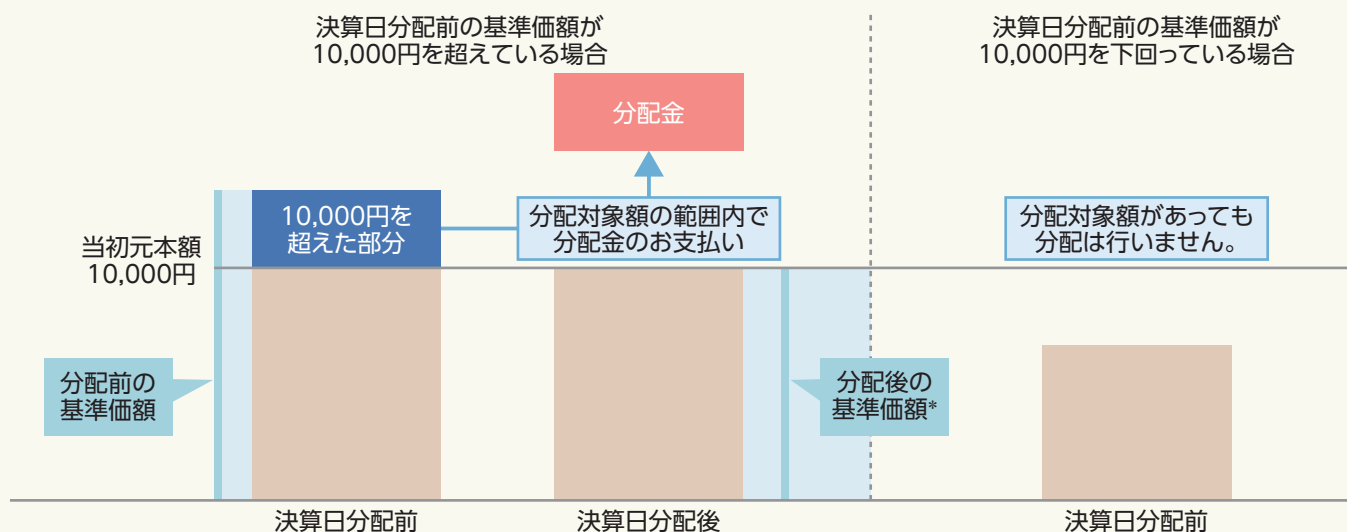 決算日分配前の基準価額が
10,000円を超えている場合
決算日分配前の基準価額が
10,000円を下回っている場合
分配金
10,000円を
超えた部分
分配対象額の範囲内で
分配金のお支払い
分配対象額があっても
分配は行いません。
当初元本額
10,000円
分配前の
基準価額
分配後の
基準価額*
決算日分配前
決算日分配後
決算日分配前